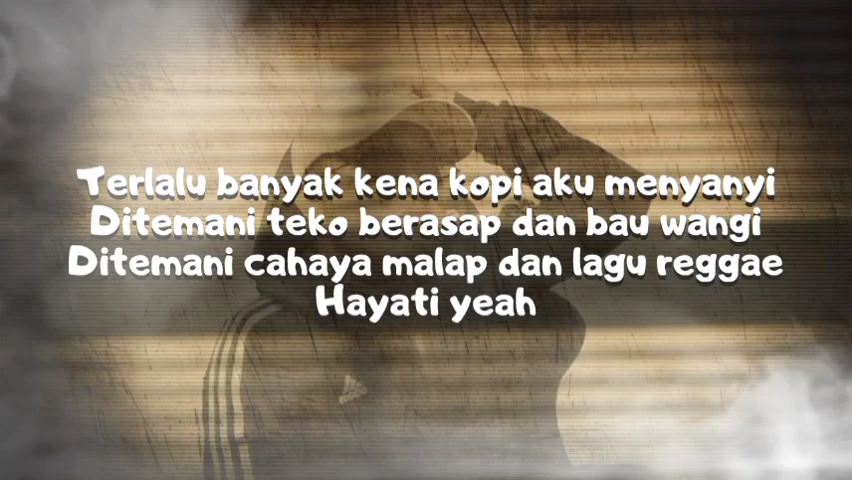 Terlalu banyak kena kopi aku menyanyi
Ditemani teko berasap dan bau wangi
Ditemani cahaya malap dan lagu reggae
Hayati yeah
adidas